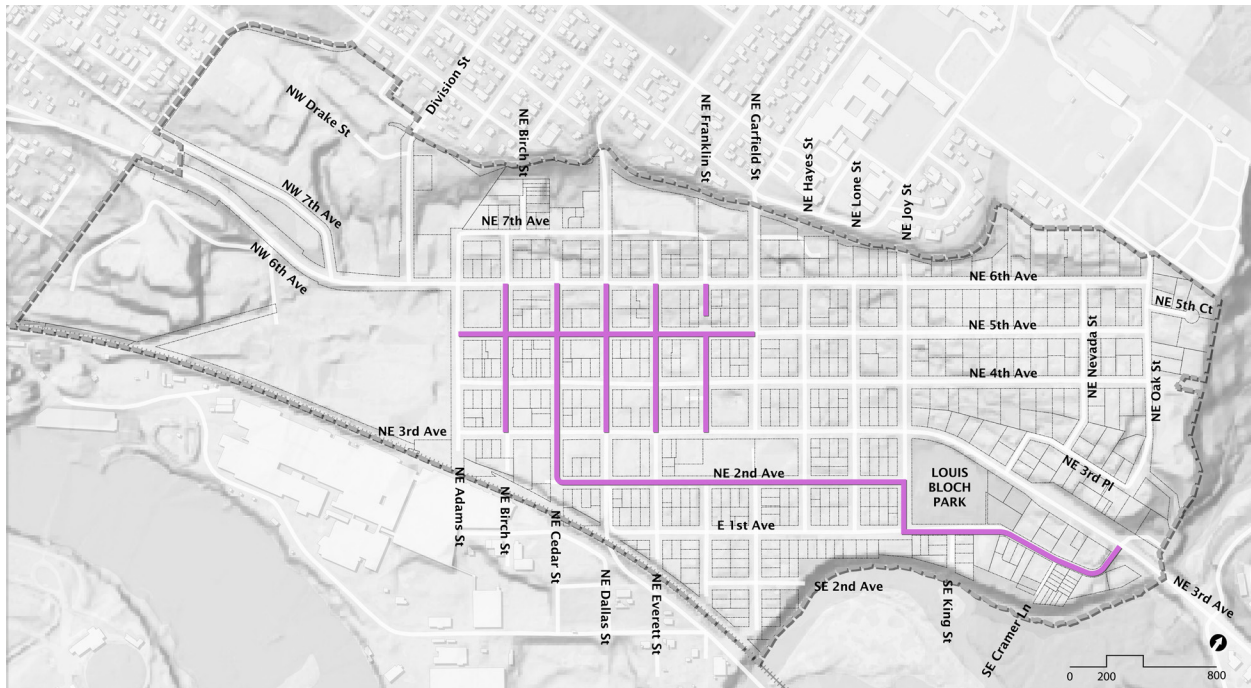 Division St
NW Drake St
NE Birch St
NE Franklin St
NE Garfield St
NE Hayes St
NE Lone St
NE Joy St
NW 7th Ave
NE 7th Ave
NW 6th Ave
NE 6th Ave
NE 5th Ct
NE 5th Ave
NE Nevada St
NE 4th Ave
NE Oak St
NE 3rd Ave
NE 2nd Ave
LOUIS
BLOCH
PARK
NE 3rd Pl
NE Adams St
NE Birch St
NE Cedar St
E 1st Ave
NE Dallas St
NE Everett St
SE 2nd Ave
SE King St
SE Cramer Ln
NE 3rd Ave
0 200 800